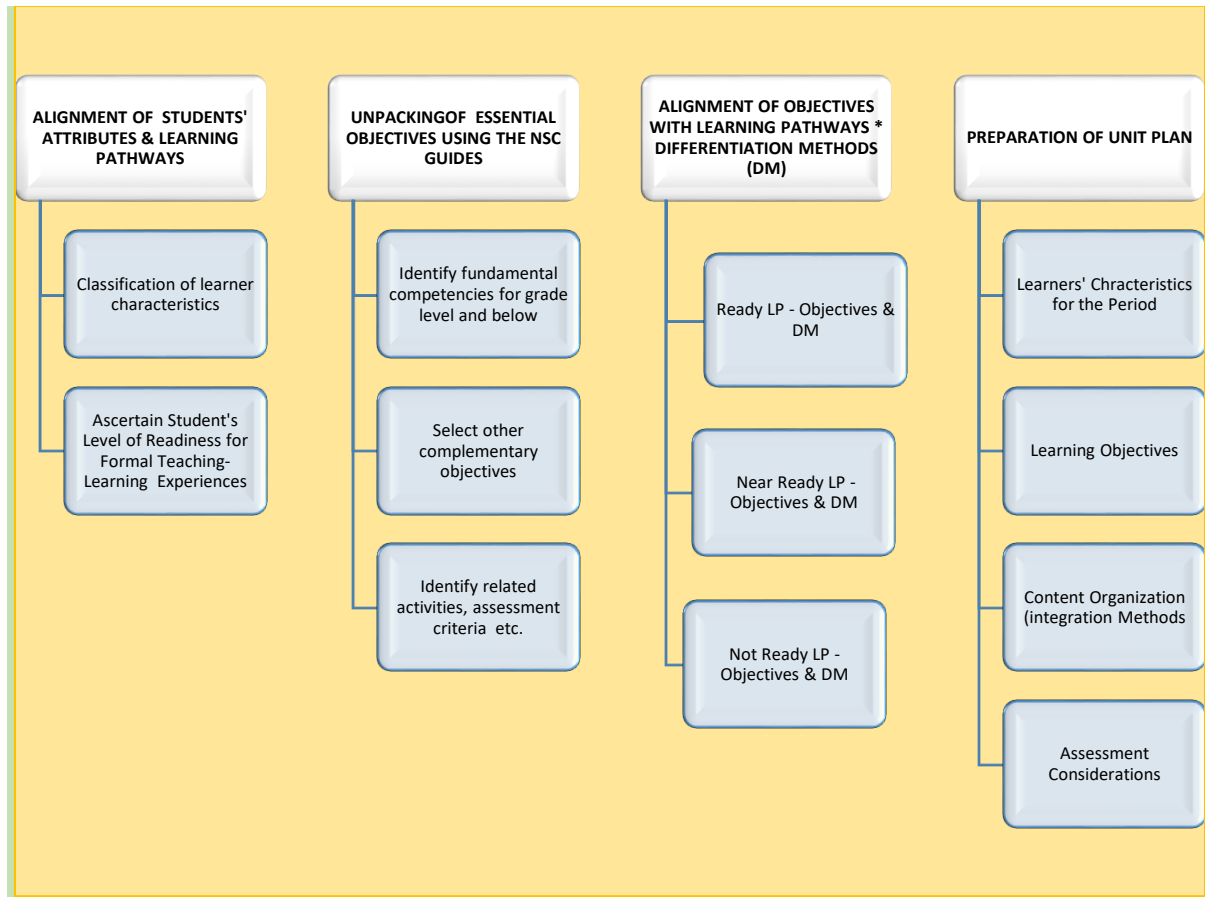 ALIGNMENT OF STUDENTS'
ATTRIBUTES & LEARNING
PATHWAYS
Classification of learner
characteristics
Ascertain Student's
Level of Readiness for
Formal Teaching-
Learning Experiences
UNPACKINGOF ESSENTIAL
OBJECTIVES USING THE NSC
GUIDES
Identify fundamental
competencies for grade
level and below
Select other
complementary
objectives
Identify related
activities, assessment
criteria etc.
ALIGNMENT OF OBJECTIVES
WITH LEARNING PATHWAYS *
DIFFERENTIATION METHODS
(DM)
Ready LP - Objectives &
DM
Near Ready LP -
Objectives & DM
Not Ready LP -
Objectives & DM
PREPARATION OF UNIT PLAN
Learners' Chracteristics
for the Period
Learning Objectives
Content Organization
(integration Methods
Assessment
Considerations